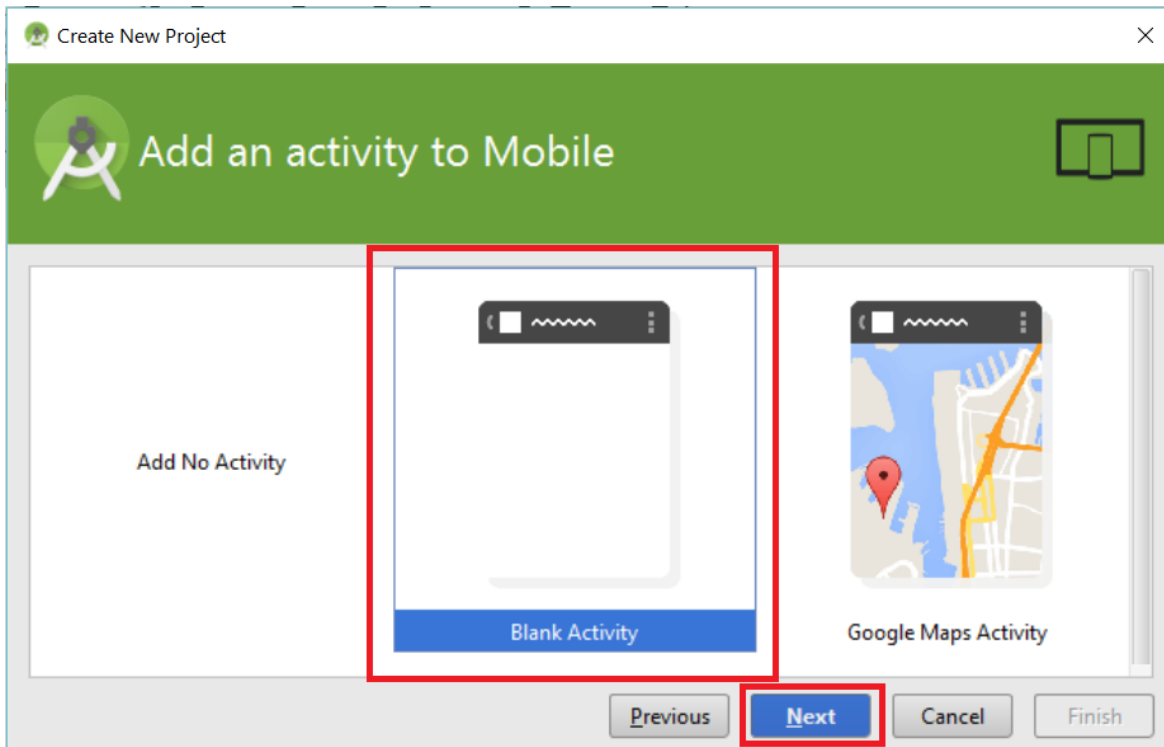 Create New Project
Add an activity to Mobile
Add No Activity
Blank Activity
Google Maps Activity
Previous
Next
Cancel
Finish